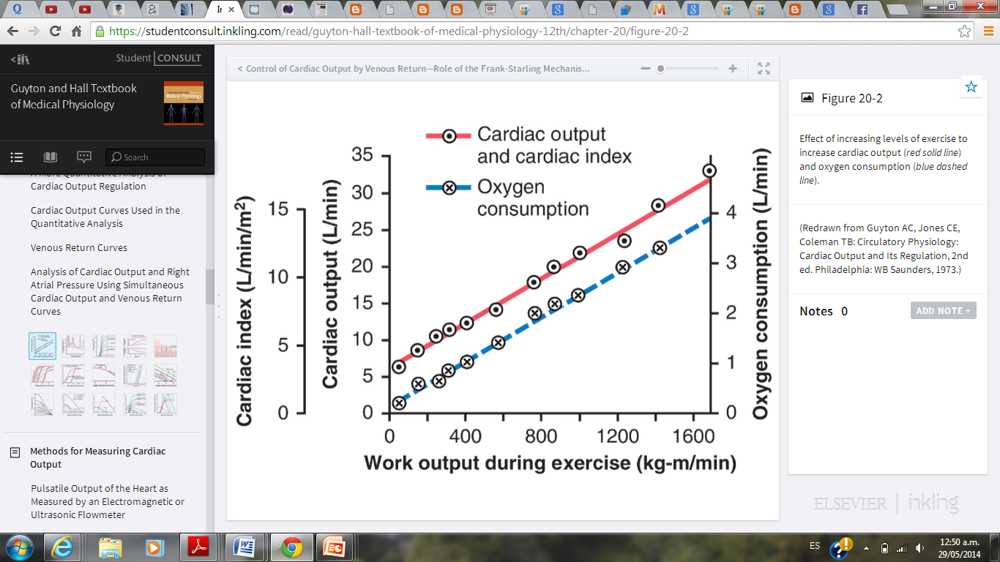 Ir
https://studentconsult.inkling.com/read/guyton-hall-textbook-of-medical-physiology-12th/chapter-20/figure-20-2
Student | CONSULT
Guyton and Hall Textbook
of Medical Physiology
Medical Physiology
Search
A More Quantitative Analysis of
Cardiac Output Regulation
Cardiac Output Curves Used in the
Quantitative Analysis
Venous Return Curves
Analysis of Cardiac Output and Right
Atrial Pressure Using Simultaneous
Cardiac Output and Venous Return
Curves
Methods for Measuring Cardiac
Output
Pulsatile Output of the Heart as
Measured by an Electromagnetic or
Ultrasonic Flowmeter
< Control of Cardiac Output by Venous Return—Role of the Frank-Starling Mechanis...
Cardiac output
and cardiac index
Oxygen
consumption
Cardiac index (L/min/m²)
15
10
5
0
Cardiac output (L/min)
35
30
25
20
15
10
5
0
Oxygen consumption (L/min)
4
3
2
1
0
0 400 800 1200 1600
Work output during exercise (kg-m/min)
Figure 20-2
Effect of increasing levels of exercise to
increase cardiac output (red solid line)
and oxygen consumption (blue dashed
line).
(Redrawn from Guyton AC, Jones CE,
Coleman TB: Circulatory Physiology:
Cardiac Output and Its Regulation, 2nd
ed. Philadelphia: WB Saunders, 1973.)
Notes 0
ADD NOTE +
ELSEVIER | inkling
ES
12:50 a.m.
29/05/2014